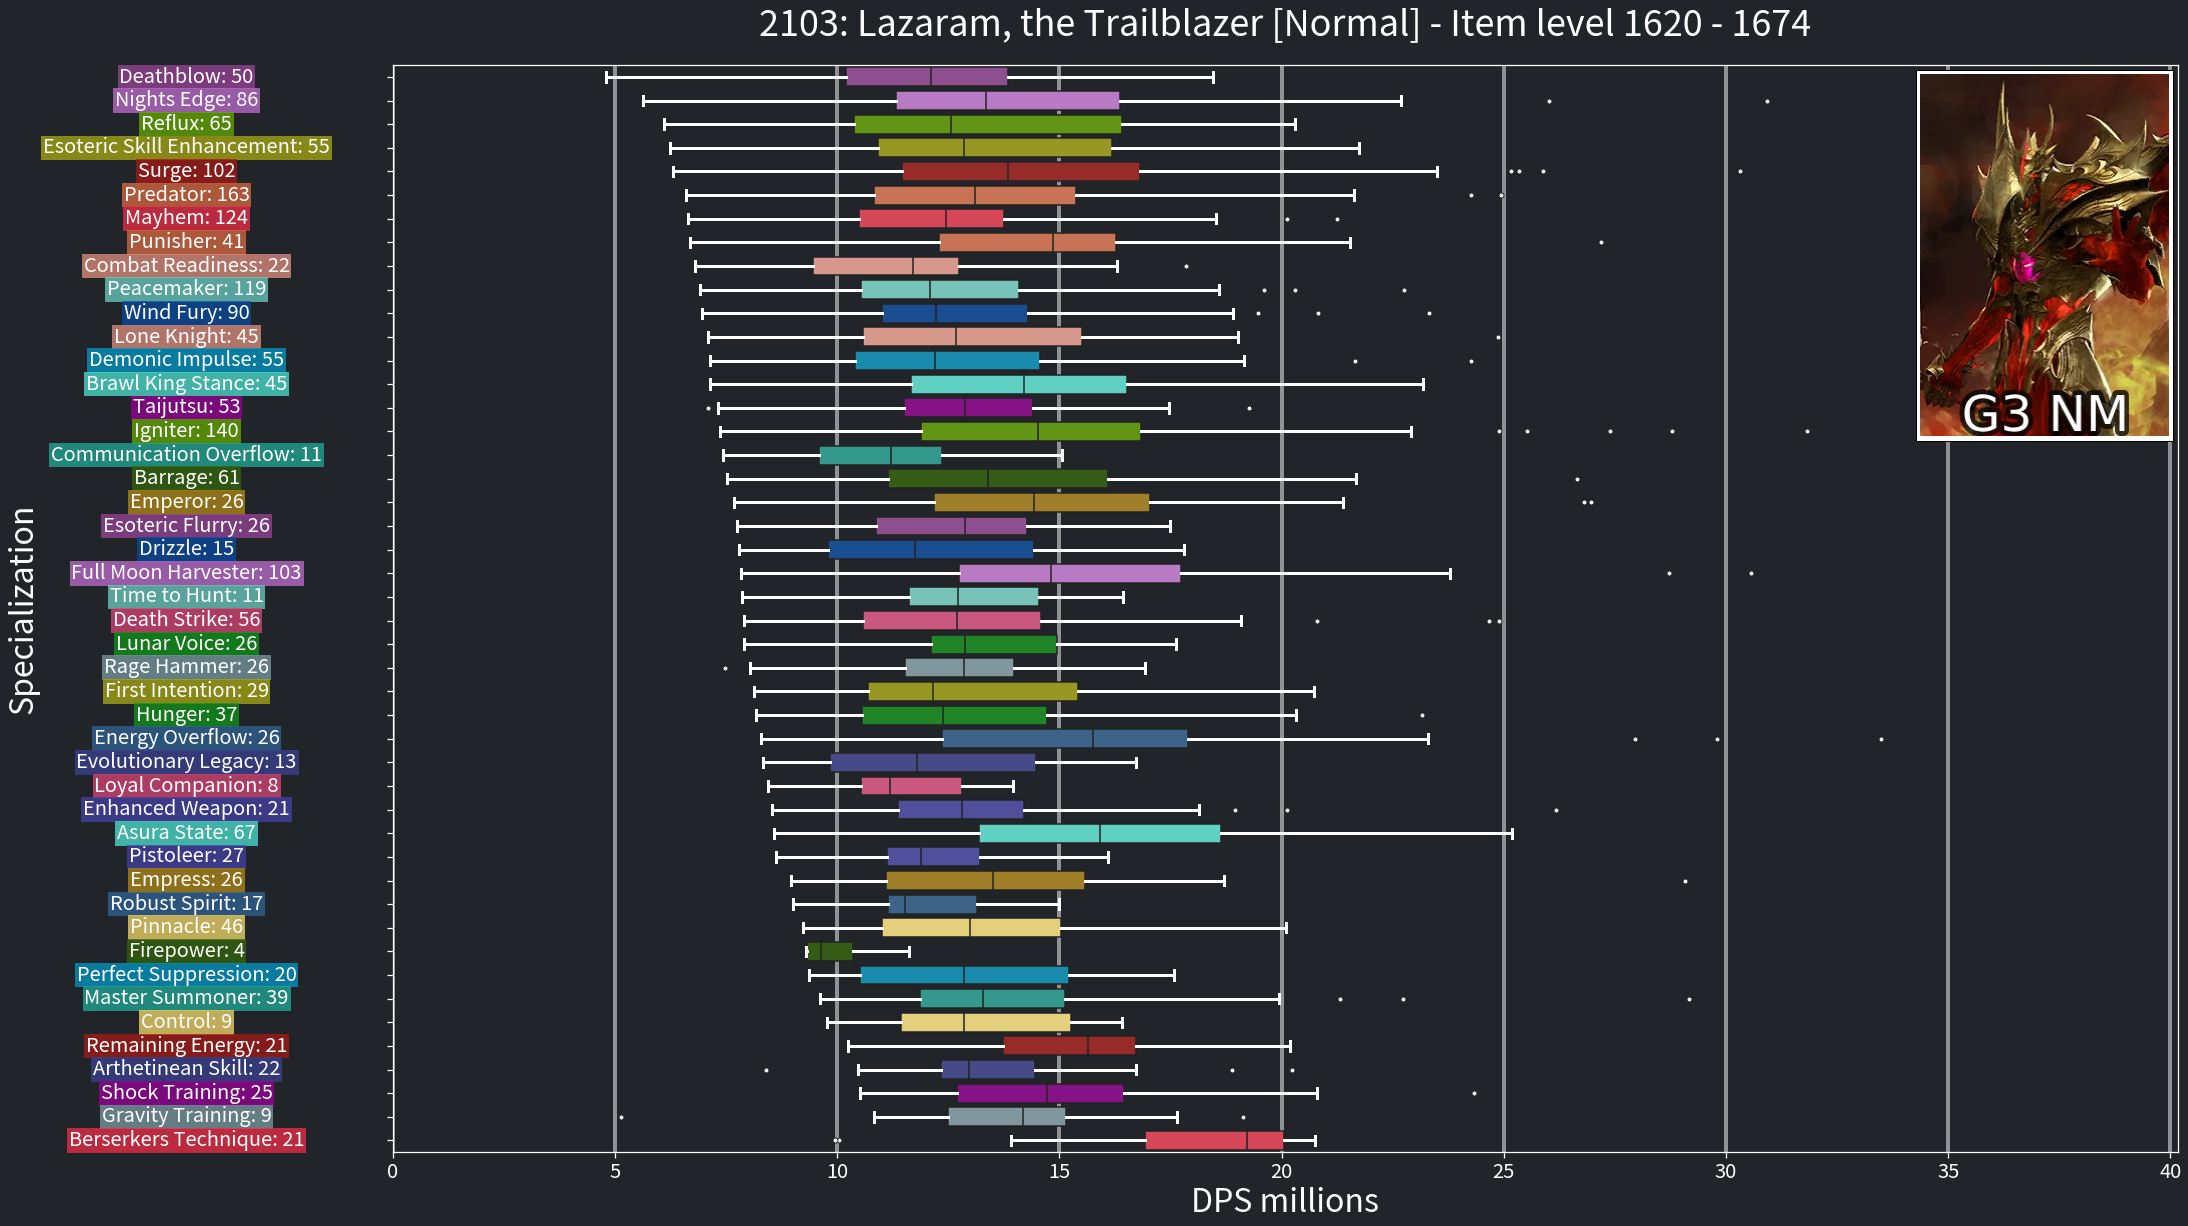 2103: Lazaram, the Trailblazer [Normal] - Item level 1620 - 1674
Deathblow: 50
Nights Edge: 86
Reflux: 65
Esoteric Skill Enhancement: 55
Surge: 102
Predator: 163
Mayhem: 124
Punisher: 41
Combat Readiness: 22
Peacemaker: 119
Wind Fury: 90
Lone Knight: 45
Demonic Impulse: 55
Brawl King Stance: 45
Taijutsu: 53
Igniter: 140
Communication Overflow: 11
Barrage: 61
Emperor: 26
Esoteric Flurry: 26
Drizzle: 15
Full Moon Harvester: 103
Time to Hunt: 11
Death Strike: 56
Lunar Voice: 26
Rage Hammer: 26
First Intention: 29
Hunger: 37
Energy Overflow: 26
Evolutionary Legacy: 13
Loyal Companion: 8
Enhanced Weapon: 21
Asura State: 67
Pistoleer: 27
Empress: 26
Robust Spirit: 17
Pinnacle: 46
Firepower: 4
Perfect Suppression: 20
Master Summoner: 39
Control: 9
Remaining Energy: 21
Arthetinean Skill: 22
Shock Training: 25
Gravity Training: 9
Berserkers Technique: 21
Specialization
G3 NM
0 5 10 15 20 25 30 35 40
DPS millions